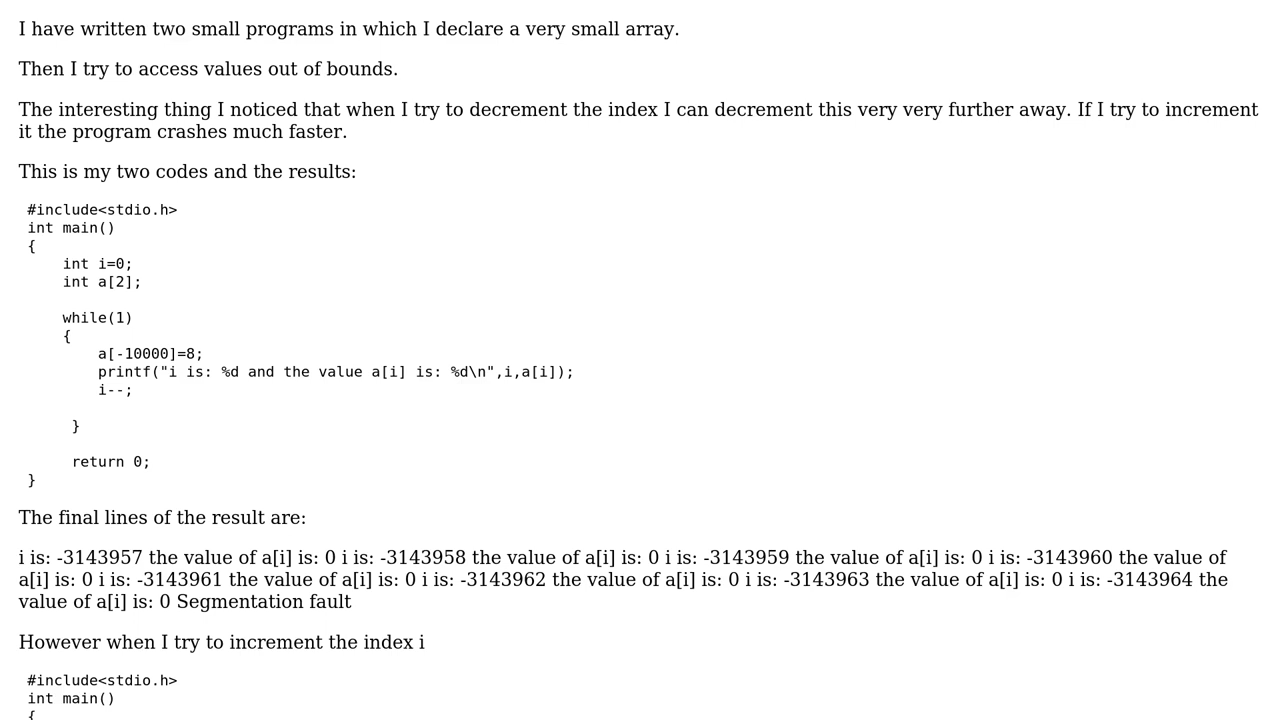 I have written two small programs in which I declare a very small array.
Then I try to access values out of bounds.
The interesting thing I noticed that when I try to decrement the index I can decrement this very very further away. If I try to increment
it the program crashes much faster.
This is my two codes and the results:
#include<stdio.h>
int main()
{
    int i=0;
    int a[2];

    while(1)
    {
        a[-10000]=8;
        printf("i is: %d and the value a[i] is: %d\n",i,a[i]);
        i--;

     }

     return 0;
}
The final lines of the result are:
i is: -3143957 the value of a[i] is: 0 i is: -3143958 the value of a[i] is: 0 i is: -3143959 the value of a[i] is: 0 i is: -3143960 the value of
a[i] is: 0 i is: -3143961 the value of a[i] is: 0 i is: -3143962 the value of a[i] is: 0 i is: -3143963 the value of a[i] is: 0 i is: -3143964 the
value of a[i] is: 0 Segmentation fault
However when I try to increment the index i
#include<stdio.h>
int main()
{